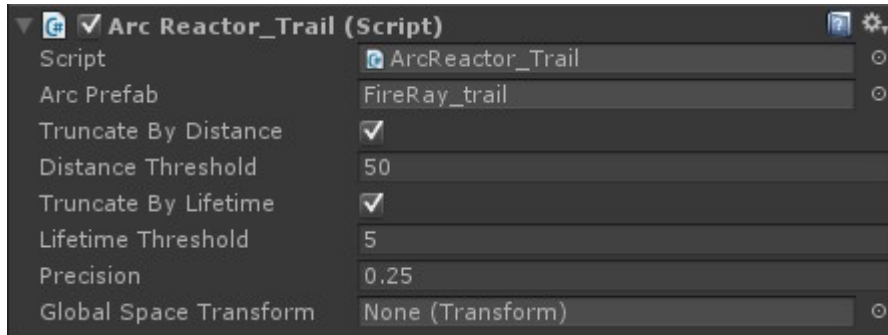 Arc Reactor_Trail (Script)
Script ArcReactor_Trail
Arc Prefab FireRay_trail
Truncate By Distance
Distance Threshold 50
Truncate By Lifetime
Lifetime Threshold 5
Precision 0.25
Global Space Transform None (Transform)